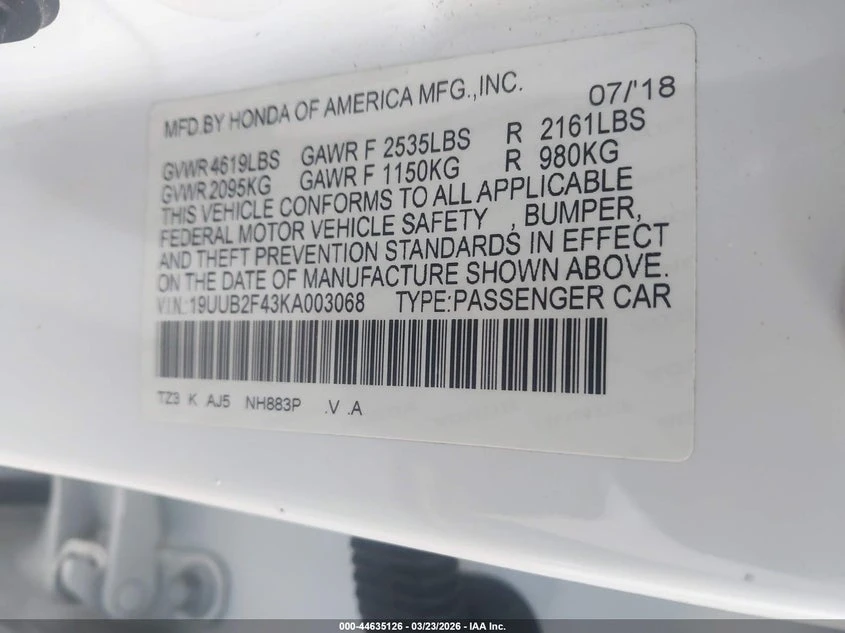 MFD.BY HONDA OF AMERICA MFG.,INC. 07/'18
GVWR 4619LBS GAWR F 2535LBS R 2161LBS
GVWR 2095KG GAWR F 1150KG R 980KG
THIS VEHICLE CONFORMS TO ALL APPLICABLE
FEDERAL MOTOR VEHICLE SAFETY , BUMPER,
AND THEFT PREVENTION STANDARDS IN EFFECT
ON THE DATE OF MANUFACTURE SHOWN ABOVE.
V.I.N.:19UUB2F43KA003068 TYPE:PASSENGER CAR
TZ3 K AJ5 NH883P .V .A
000-44635126 - 03/23/2026 - IAA Inc.